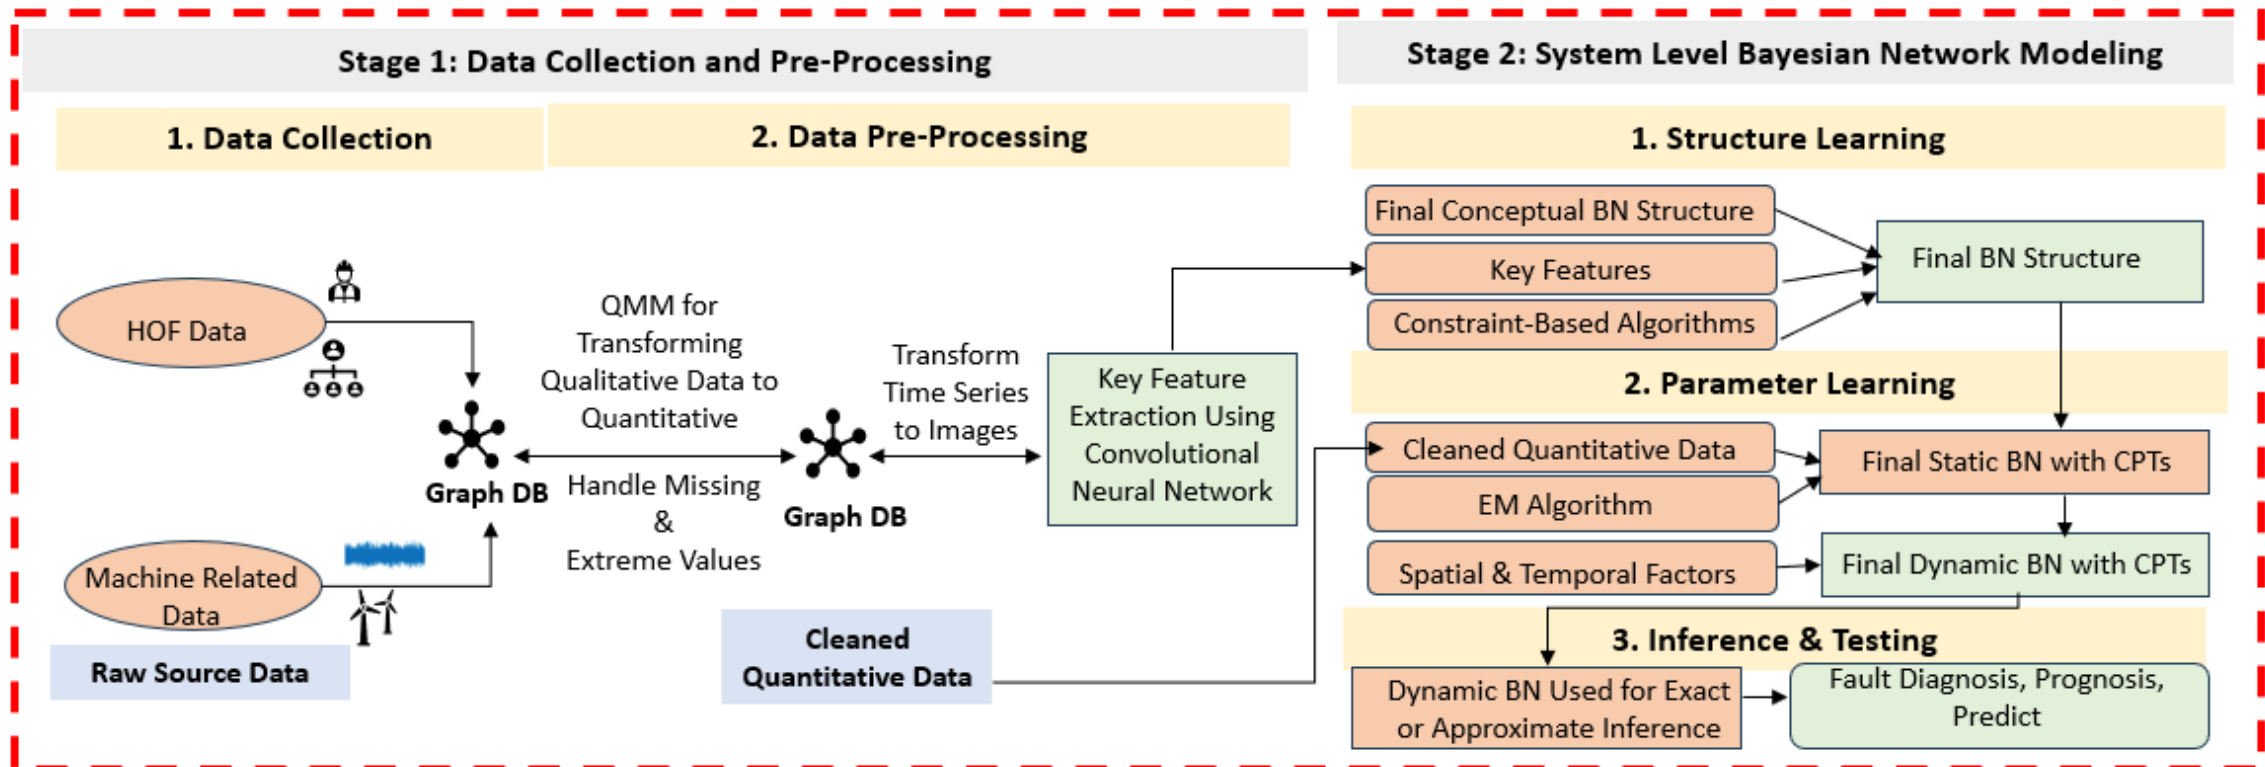 Stage 1: Data Collection and Pre-Processing
1. Data Collection
2. Data Pre-Processing
HOF Data
Machine Related
Data
Raw Source Data
Graph DB
QMM for
Transforming
Qualitative Data to
Quantitative
Handle Missing
&
Extreme Values
Graph DB
Transform
Time Series
to Images
Key Feature
Extraction Using
Convolutional
Neural Network
Cleaned
Quantitative Data
Stage 2: System Level Bayesian Network Modeling
1. Structure Learning
Final Conceptual BN Structure
Key Features
Constraint-Based Algorithms
Final BN Structure
2. Parameter Learning
Cleaned Quantitative Data
EM Algorithm
Spatial & Temporal Factors
Final Static BN with CPTs
Final Dynamic BN with CPTs
3. Inference & Testing
Dynamic BN Used for Exact
or Approximate Inference
Fault Diagnosis, Prognosis,
Predict